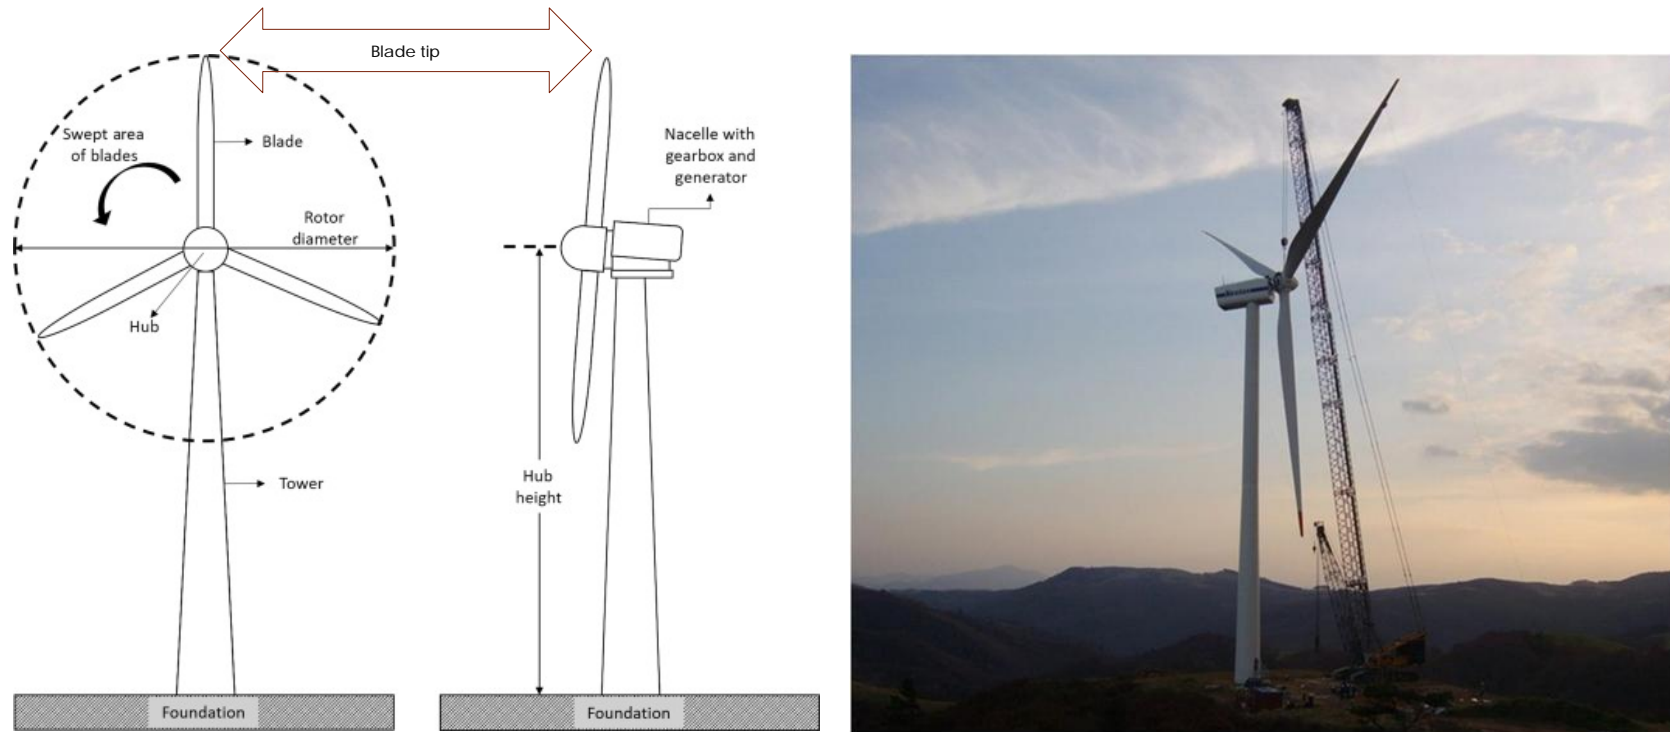 Blade tip
Swept area
of blades
Blade
Rotor
diameter
Hub
Tower
Foundation
Nacelle with
gearbox and
generator
Hub
height
Foundation